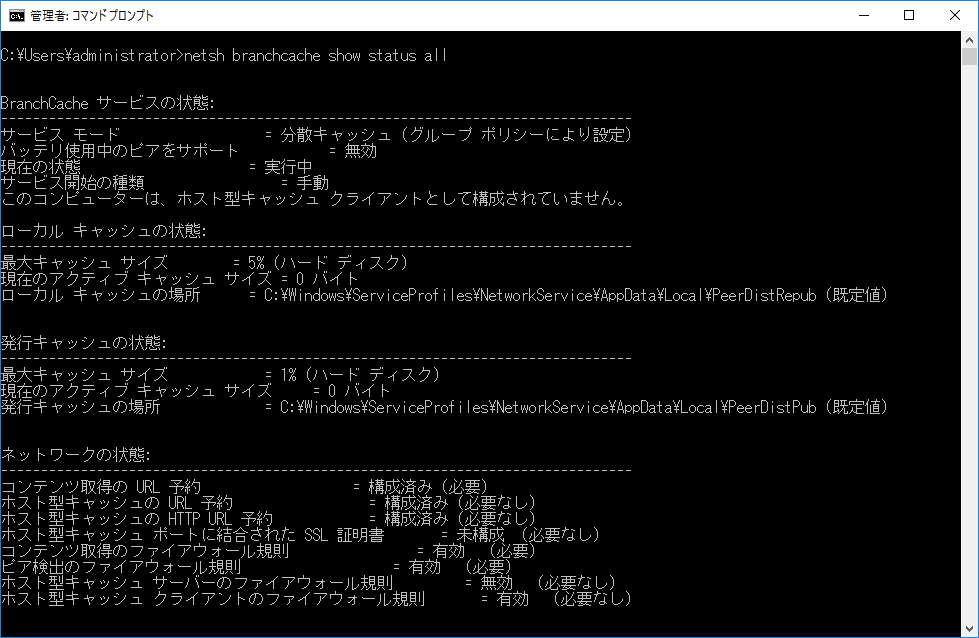 管理者: コマンドプロンプト
C:¥Users¥administrator>netsh branchcache show status all
BranchCache サービスの状態:
-------------------------------------------------------------------------------
サービス モード = 分散キャッシュ (グループ ポリシーにより設定)
バッテリ使用中のピアをサポート = 無効
現在の状態 = 実行中
サービス開始の種類 = 手動
このコンピューターは、ホスト型キャッシュ クライアントとして構成されていません。
ローカル キャッシュの状態:
-------------------------------------------------------------------------------
最大キャッシュ サイズ = 5% (ハード ディスク)
現在のアクティブ キャッシュ サイズ = 0 バイト
ローカル キャッシュの場所 = C:¥Windows¥ServiceProfiles¥NetworkService¥AppData¥Local¥PeerDistRepub (既定値)
発行キャッシュの状態:
-------------------------------------------------------------------------------
最大キャッシュ サイズ = 1% (ハード ディスク)
現在のアクティブ キャッシュ サイズ = 0 バイト
発行キャッシュの場所 = C:¥Windows¥ServiceProfiles¥NetworkService¥AppData¥Local¥PeerDistPub (既定値)
ネットワークの状態:
-------------------------------------------------------------------------------
コンテンツ取得の URL 予約 = 構成済み (必要)
ホスト型キャッシュの URL 予約 = 構成済み (必要なし)
ホスト型キャッシュの HTTP URL 予約 = 構成済み (必要なし)
ホスト型キャッシュ ポートに結合された SSL 証明書 = 未構成 (必要なし)
コンテンツ取得のファイアウォール規則 = 有効 (必要)
ピア検出のファイアウォール規則 = 有効 (必要)
ホスト型キャッシュ サーバーのファイアウォール規則 = 無効 (必要なし)
ホスト型キャッシュ クライアントのファイアウォール規則 = 有効 (必要なし)